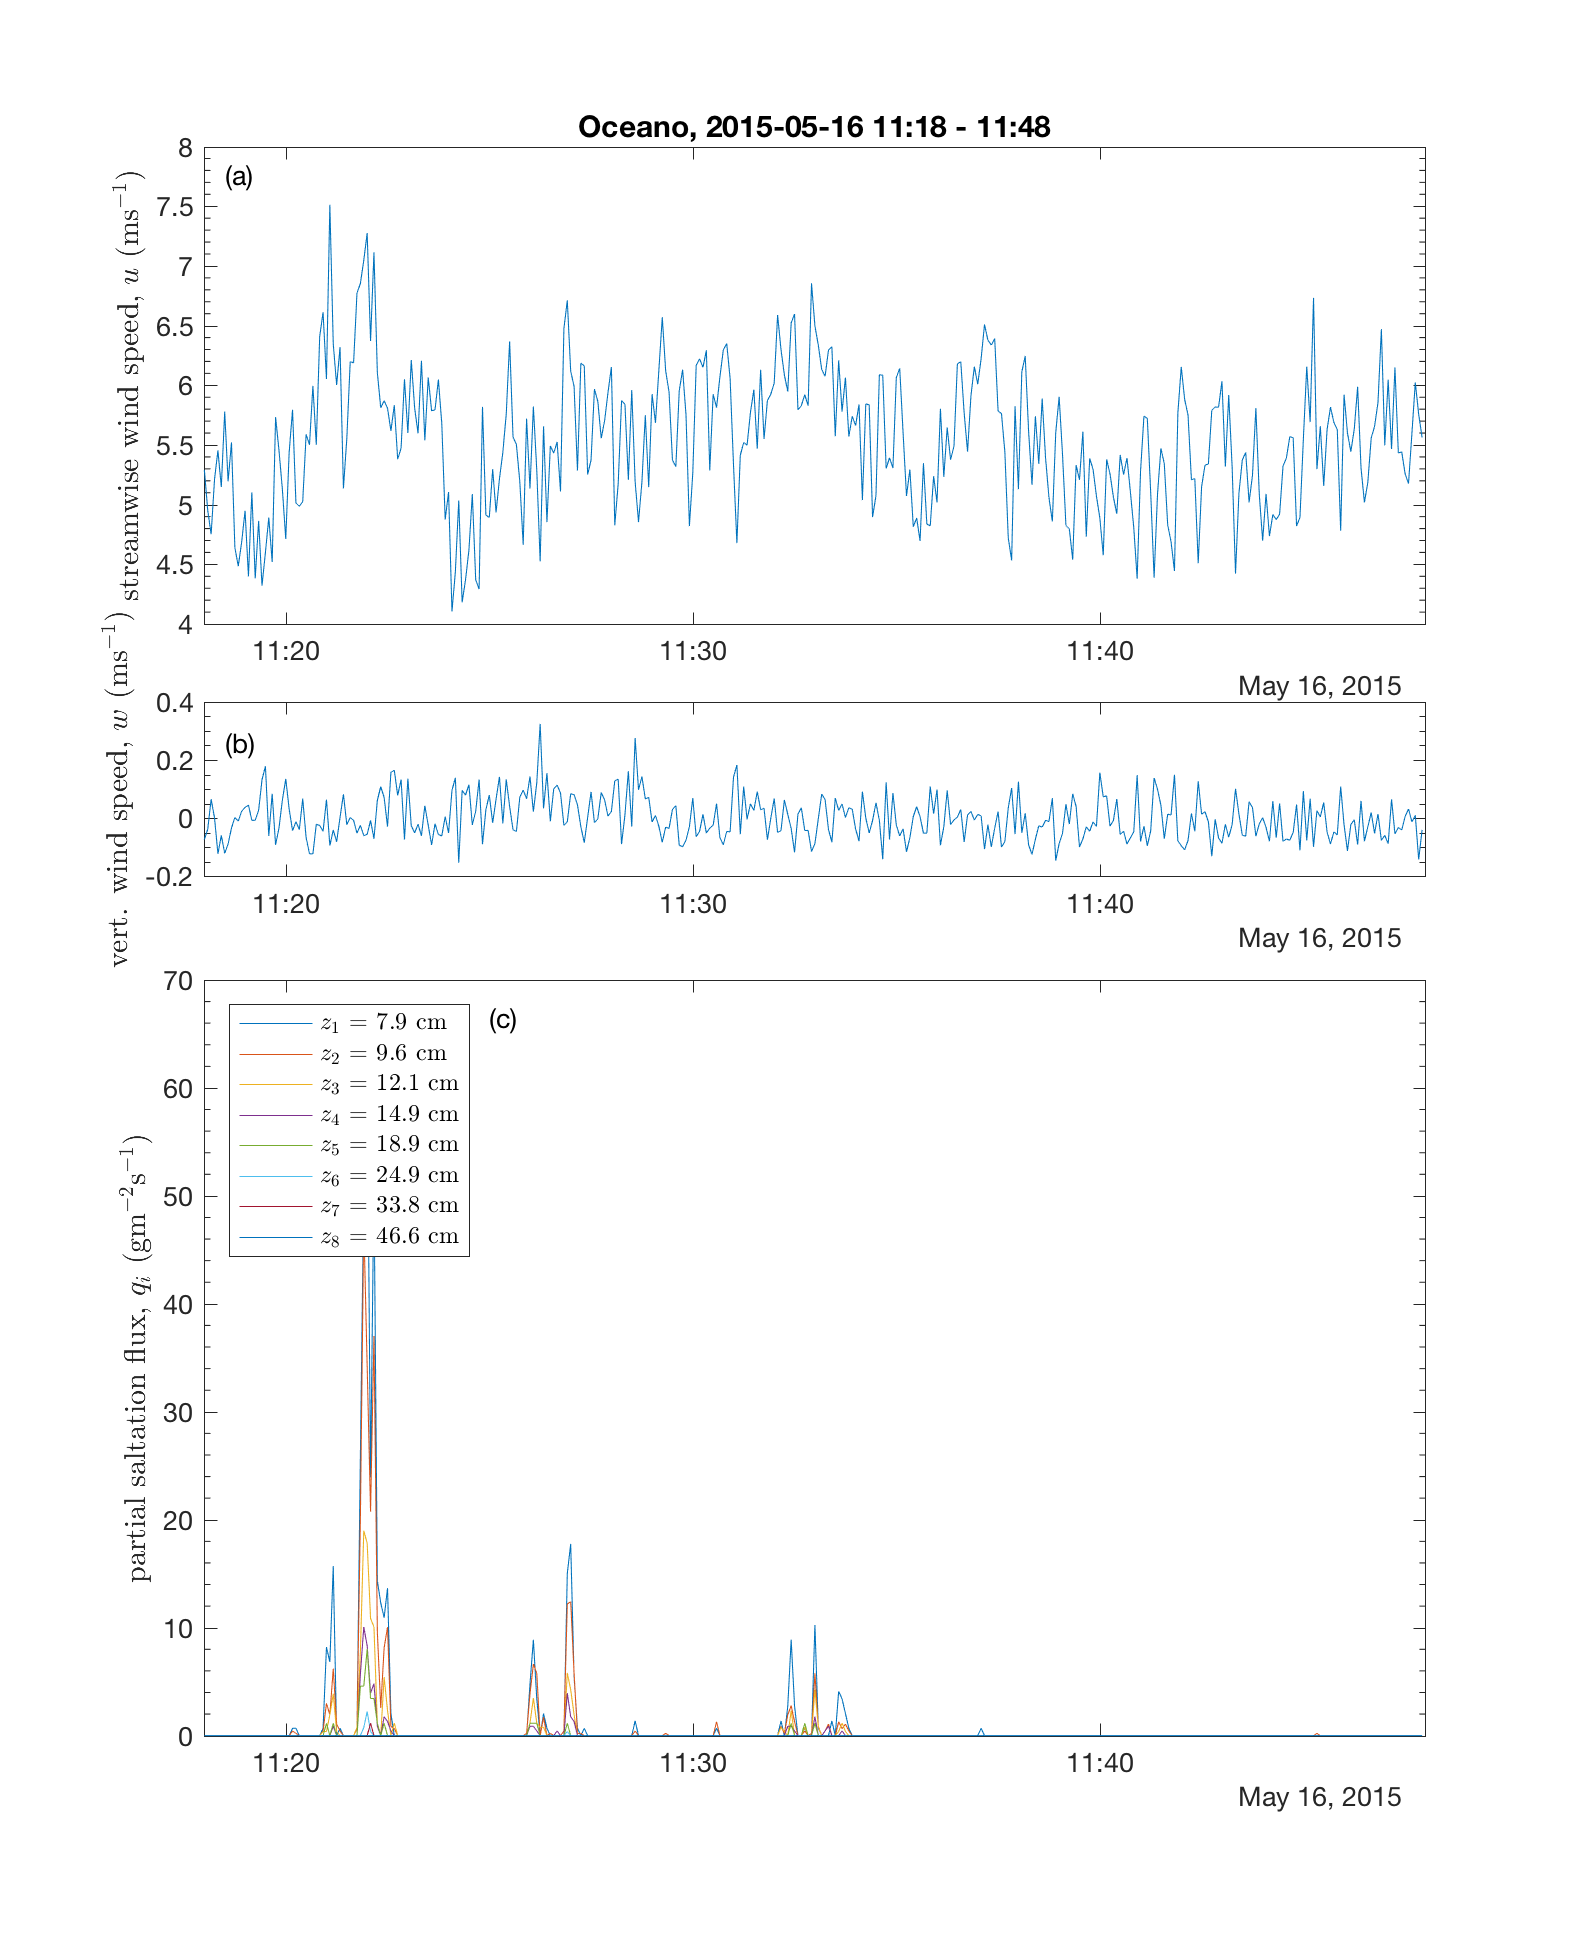 Oceano, 2015-05-16 11:18 - 11:48
(a)
streamwise wind speed, u (ms⁻¹)
8
7.5
7
6.5
6
5.5
5
4.5
4
11:20 11:30 11:40
May 16, 2015
(b)
vert. wind speed, w (ms⁻¹)
0.4
0.2
0
-0.2
11:20 11:30 11:40
May 16, 2015
(c)
partial saltation flux, qᵢ (gm⁻²s⁻¹)
70
60
50
40
30
20
10
0
z₁ = 7.9 cm
z₂ = 9.6 cm
z₃ = 12.1 cm
z₄ = 14.9 cm
z₅ = 18.9 cm
z₆ = 24.9 cm
z₇ = 33.8 cm
z₈ = 46.6 cm
11:20 11:30 11:40
May 16, 2015